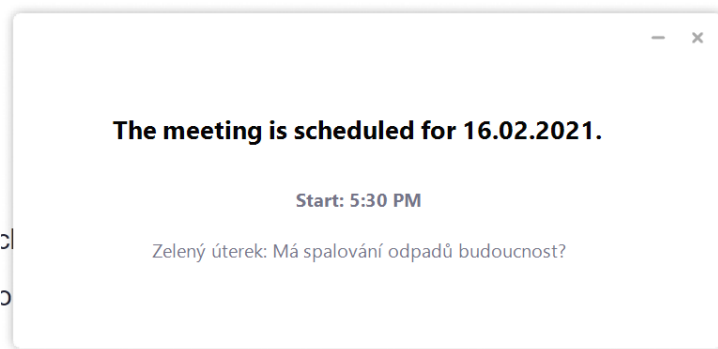 The meeting is scheduled for 16.02.2021.
Start: 5:30 PM
Zelený úterek: Má spalování odpadů budoucnost?